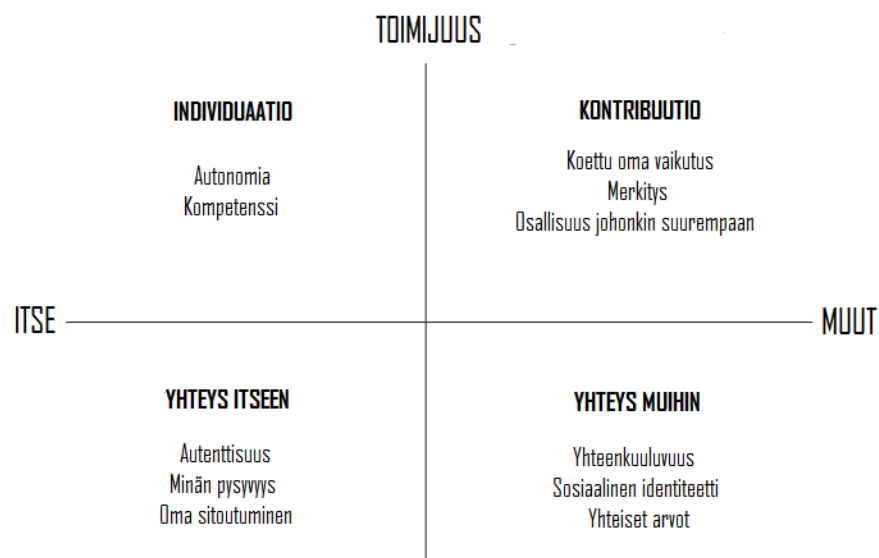 TOIMIJUUS
INDIVIDUAATIO
Autonomia
Kompetenssi
KONTRIBUUTIO
Koettu oma vaikutus
Merkitys
Osallisuus johonkin suurempaan
ITSE
MUUT
YHTEYS ITSEEN
Autenttisuus
Minän pysyvyys
Oma sitoutuminen
YHTEYS MUIHIN
Yhteenkuuluvuus
Sosiaalinen identiteetti
Yhteiset arvot